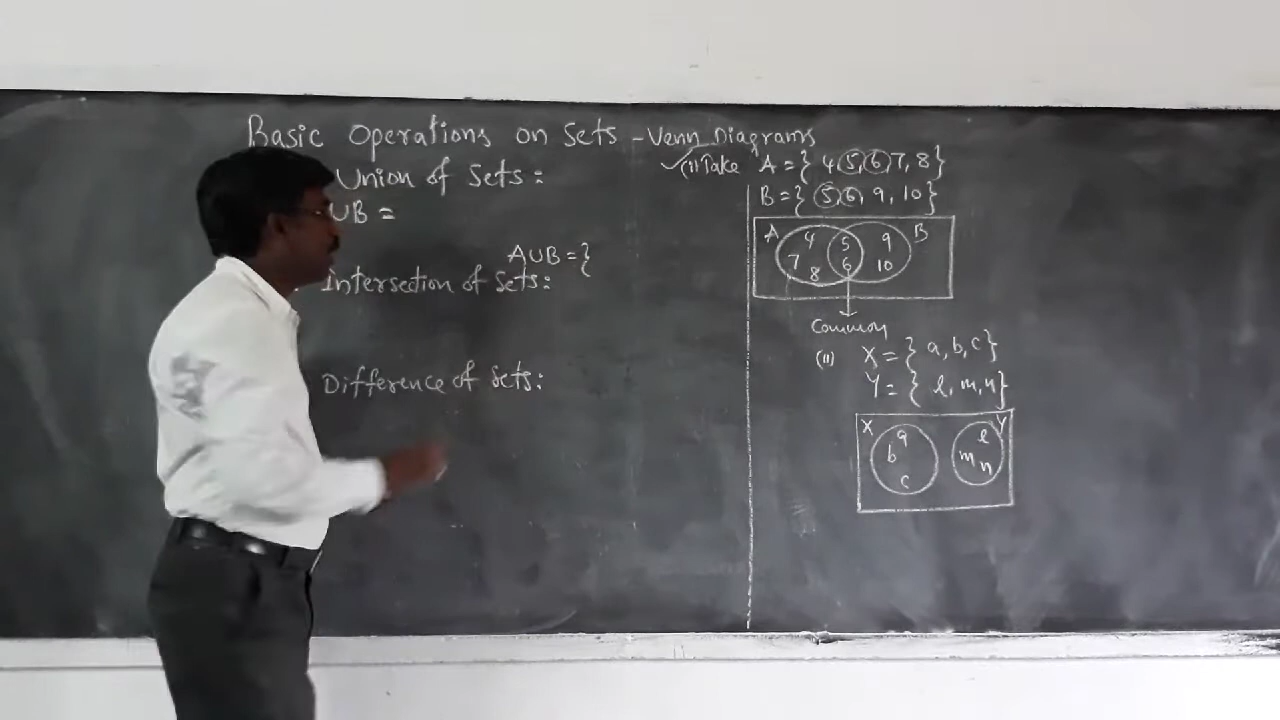 Basic Operations on Sets - Venn Diagrams
Union of Sets :
UB =
A∪B = {
Intersection of Sets :
Difference of Sets :
(i) Take A = { 4 5, 6, 7, 8 }
B = { 5, 6, 9, 10 }
A 4 5 9 B
7 8 6 10
Common
(ii) X = { a, b, c }
Y = { l, m, n }
X a l Y
b m n
c